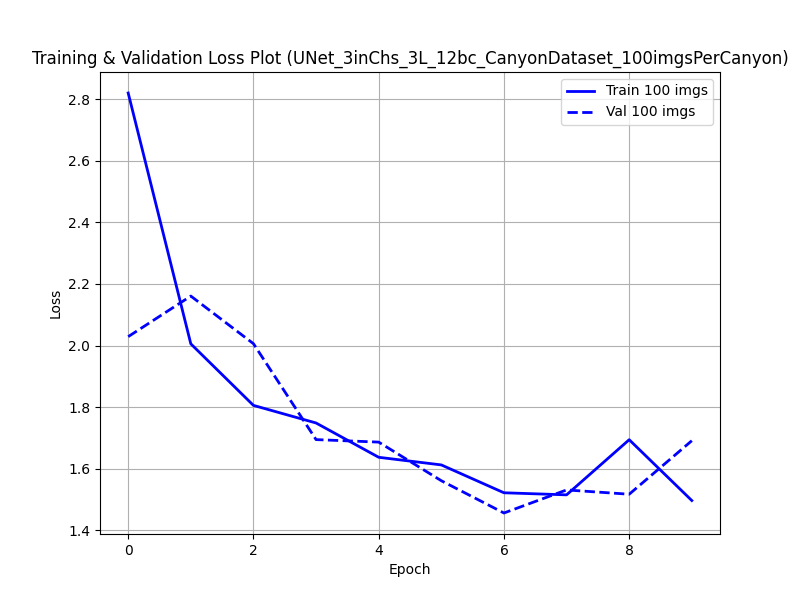 Training & Validation Loss Plot (UNet_3inChs_3L_12bc_CanyonDataset_100imgsPerCanyon)
Train 100 imgs
Val 100 imgs
2.8
2.6
2.4
2.2
2.0
1.8
1.6
1.4
Loss
0 2 4 6 8
Epoch